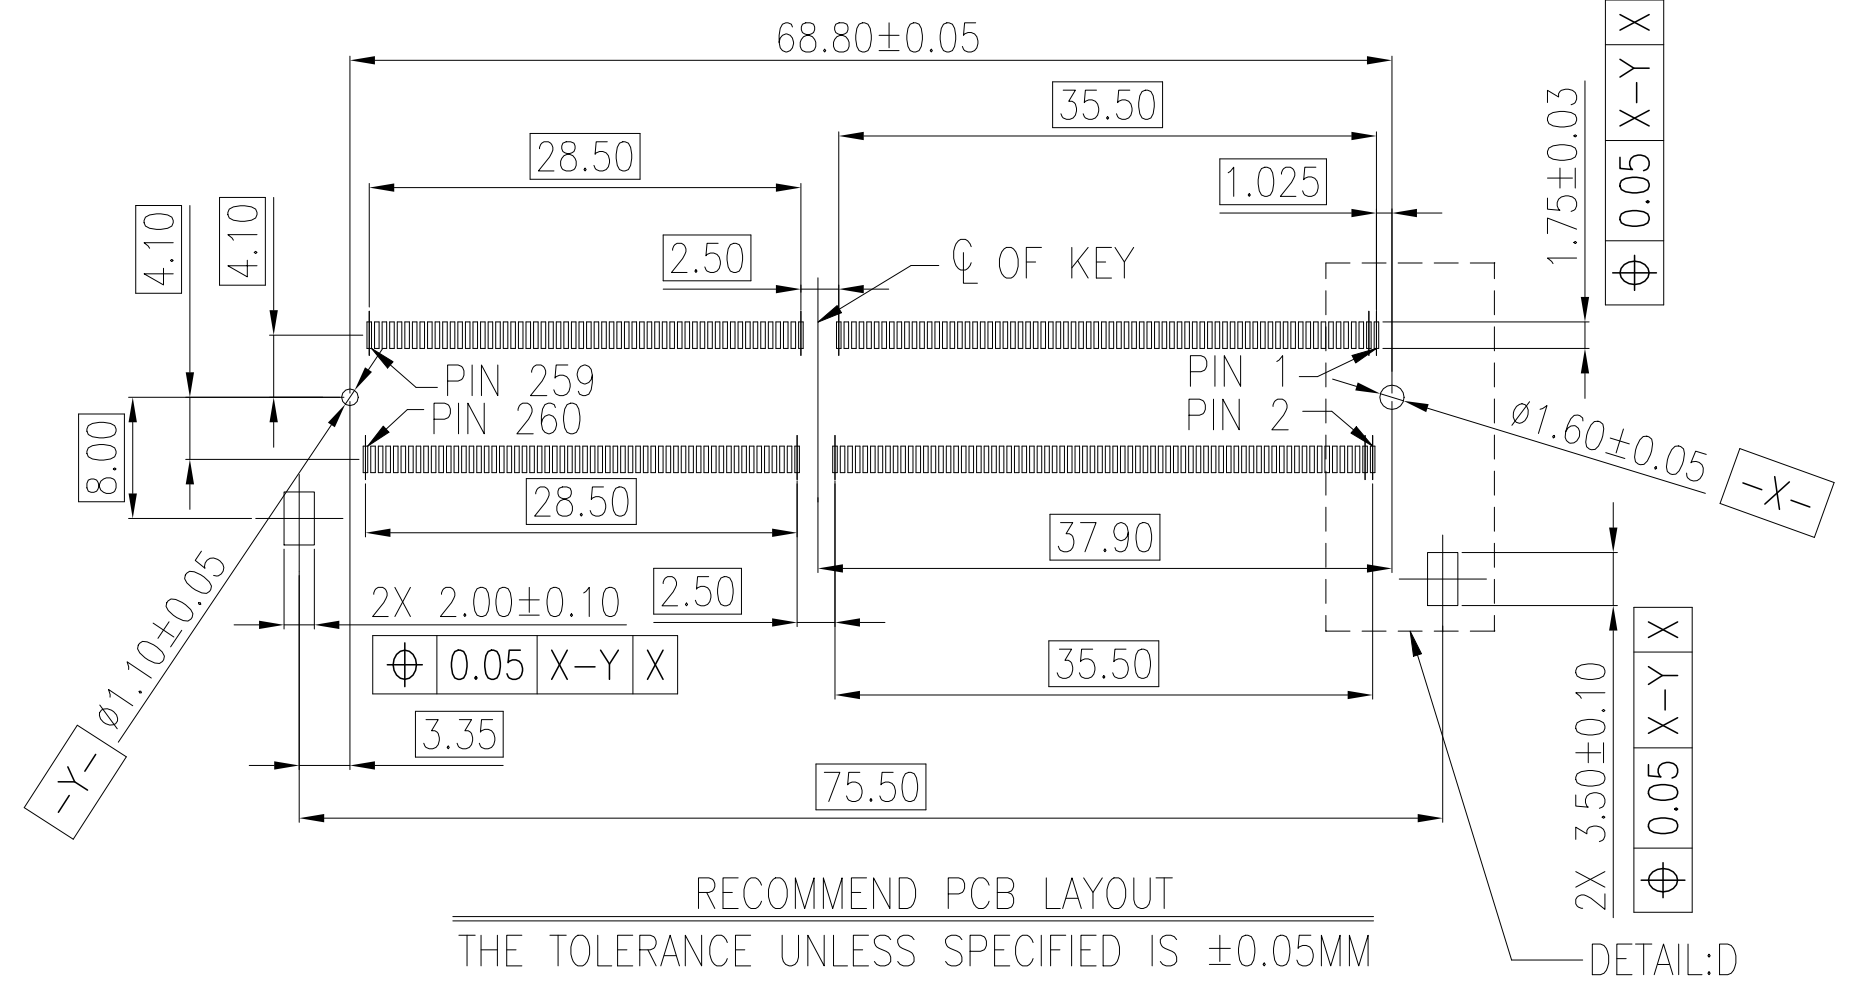 68.80±0.05
35.50
28.50
1.025
1.75±0.03
⌖ 0.05 X-Y X
4.10
4.10
2.50
℄ OF KEY
PIN 259
PIN 1
PIN 260
PIN 2
8.00
ø1.60±0.05
-X-
28.50
37.90
ø1.10±0.05
-Y-
2X 2.00±0.10
2.50
⌖ 0.05 X-Y X
35.50
2X 3.50±0.10
⌖ 0.05 X-Y X
3.35
75.50
RECOMMEND PCB LAYOUT
THE TOLERANCE UNLESS SPECIFIED IS ±0.05MM
DETAIL:D